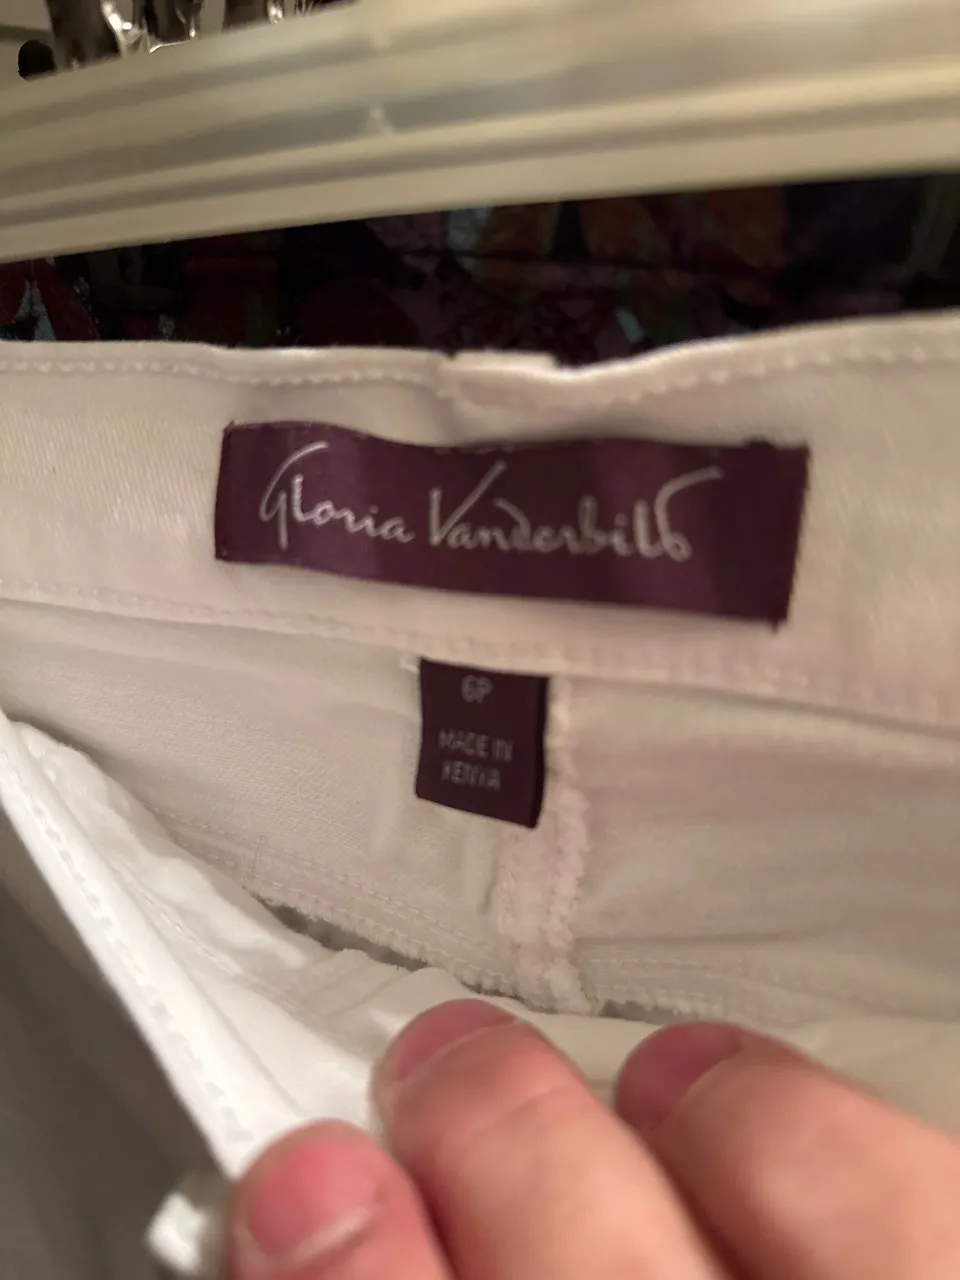 Gloria Vanderbilt
6P
MADE IN
KENYA